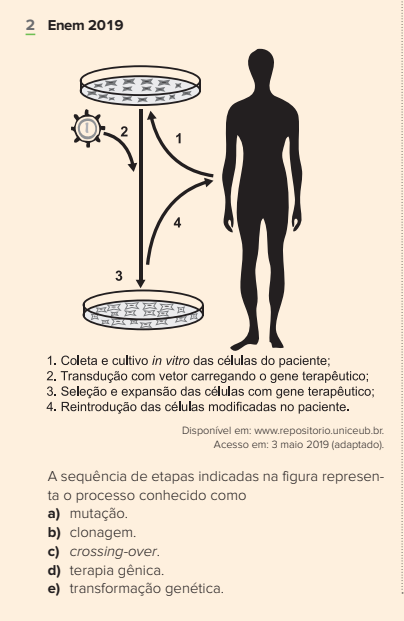 2 Enem 2019
2
1
4
3
1. Coleta e cultivo in vitro das células do paciente;
2. Transdução com vetor carregando o gene terapêutico;
3. Seleção e expansão das células com gene terapêutico;
4. Reintrodução das células modificadas no paciente.
Disponível em: www.repositorio.uniceub.br.
Acesso em: 3 maio 2019 (adaptado).
A sequência de etapas indicadas na figura represen-
ta o processo conhecido como
a) mutação.
b) clonagem.
c) crossing-over.
d) terapia gênica.
e) transformação genética.